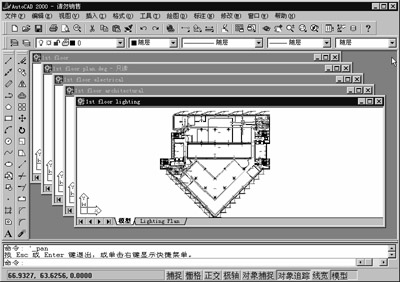 AutoCAD 2000 - 请勿销售
文件(F) 编辑(E) 视图(V) 插入(I) 格式(O) 工具(T) 绘图(D) 标注(N) 修改(M) 窗口(W) 帮助(H)
随层 随层 随层
1st floor
1st floor plan.dwg - 只读
1st floor electrical
1st floor architectural
1st floor lighting
模型 Lighting Plan
命令: '_pan
按 Esc 或 Enter 键退出，或单击右键显示快捷菜单。
66.9327, 63.6256, 0.0000 捕捉 栅格 正交 极轴 对象捕捉 对象追踪 线宽 模型